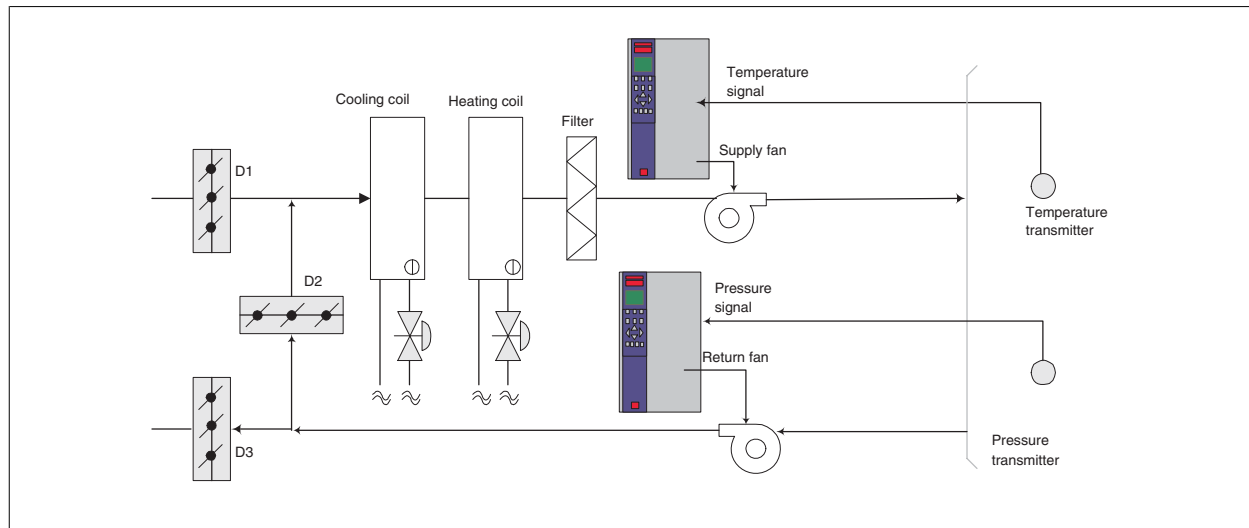 Temperature
signal
Cooling coil
Heating coil
Filter
Supply fan
D1
Temperature
transmitter
D2
Pressure
signal
Return fan
D3
Pressure
transmitter